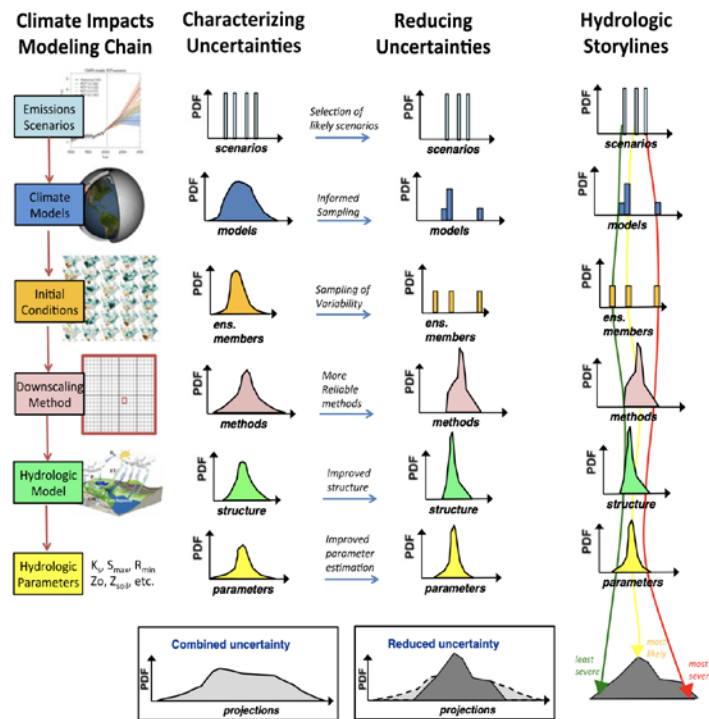 Climate Impacts
Modeling Chain
Characterizing
Uncertainties
Reducing
Uncertainties
Hydrologic
Storylines
Emissions
Scenarios
PDF
scenarios
Selection of
likely scenarios
PDF
scenarios
PDF
scenarios
Climate
Models
PDF
models
Informed
Sampling
PDF
models
PDF
models
Initial
Conditions
PDF
ens.
members
Sampling of
Variability
PDF
ens.
members
PDF
ens.
members
Downscaling
Method
PDF
methods
More
Reliable
methods
PDF
methods
PDF
methods
Hydrologic
Model
PDF
structure
Improved
structure
PDF
structure
PDF
structure
Hydrologic
Parameters
K_s, S_max, R_min
Zo, Z_soil, etc.
PDF
parameters
Improved
parameter
estimation
PDF
parameters
PDF
parameters
Combined uncertainty
PDF
projections
Reduced uncertainty
PDF
projections
least
severe
most
likely
most
sever